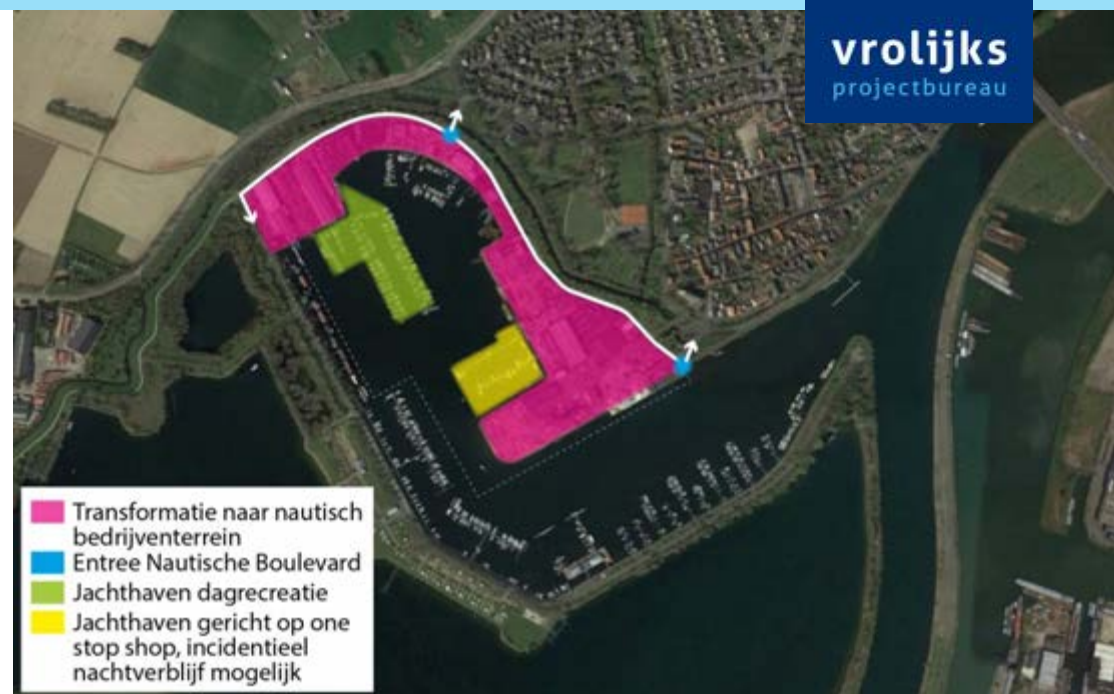 vrolijks
projectbureau
Transformatie naar nautisch
bedrijventerrein
Entree Nautische Boulevard
Jachthaven dagrecreatie
Jachthaven gericht op one
stop shop, incidentieel
nachtverblijf mogelijk